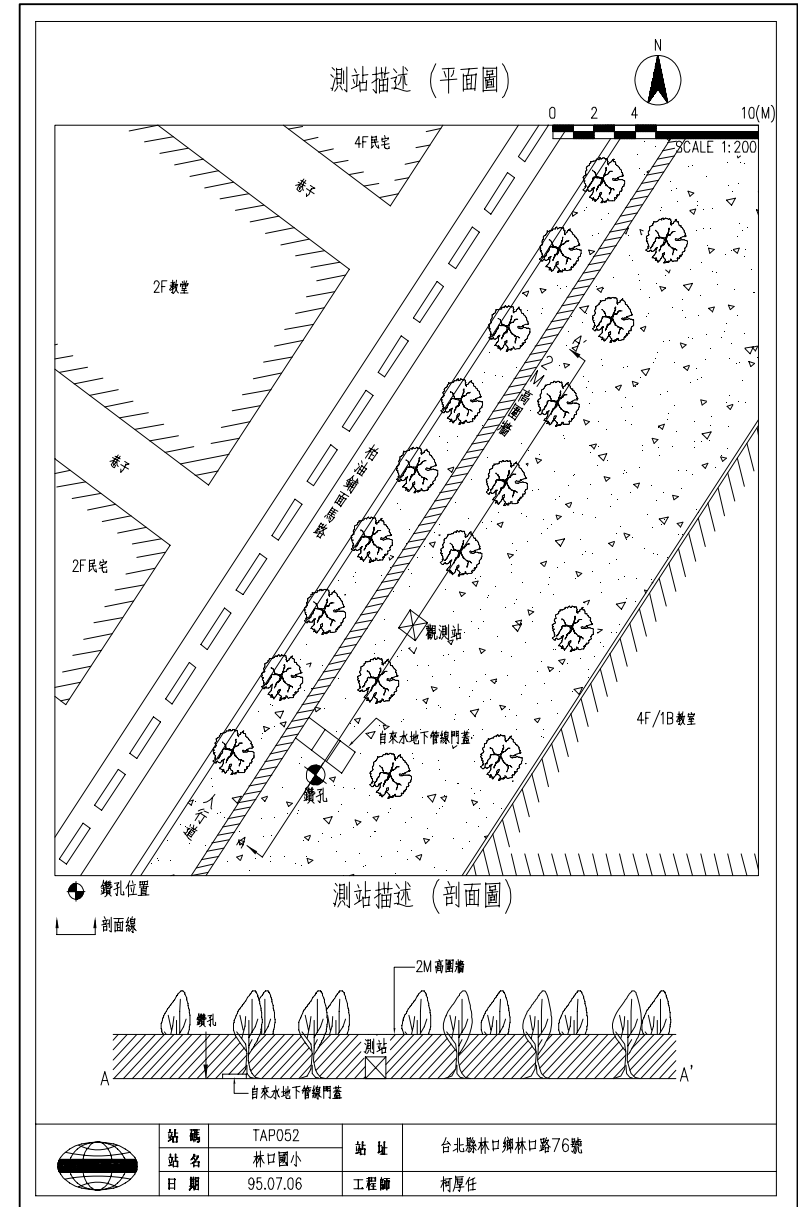 測站描述 (平面圖)
N
0 2 4 10(M)
SCALE 1:200
4F民宅
巷子
2F教堂
A'
2M高圍牆
巷子
柏油鋪面馬路
2F民宅
觀測站
4F/1B教室
自來水地下管線門蓋
鑽孔
人行道
A
鑽孔位置
測站描述 (剖面圖)
剖面線
2M高圍牆
鑽孔
測站
A
A'
自來水地下管線門蓋
站碼 TAP052 站址 台北縣林口鄉林口路76號
站名 林口國小
日期 95.07.06 工程師 柯厚任